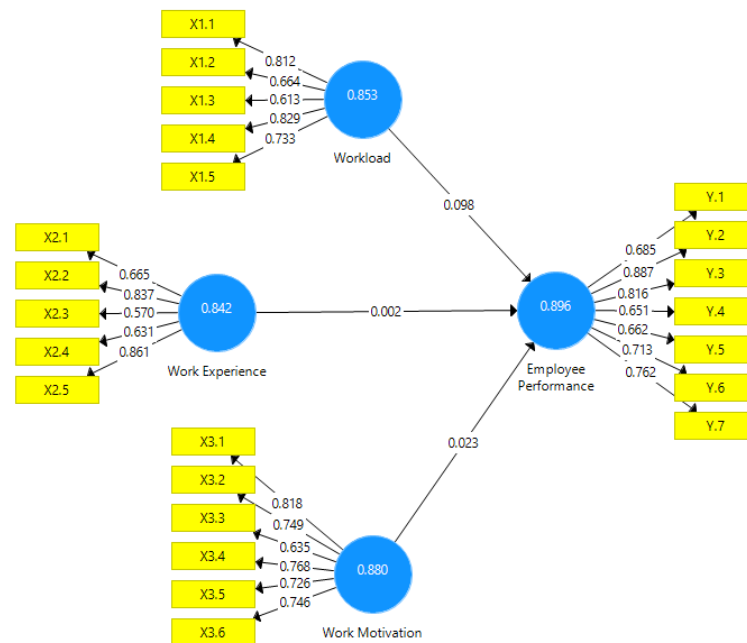 X1.1
X1.2
X1.3
X1.4
X1.5
0.812
0.664
0.613
0.829
0.733
0.853
Workload
0.098
X2.1
X2.2
X2.3
X2.4
X2.5
0.665
0.837
0.570
0.631
0.861
0.842
Work Experience
0.002
X3.1
X3.2
X3.3
X3.4
X3.5
X3.6
0.818
0.749
0.635
0.768
0.726
0.746
0.880
Work Motivation
0.023
0.896
Employee
Performance
0.685
0.887
0.816
0.651
0.662
0.713
0.762
Y.1
Y.2
Y.3
Y.4
Y.5
Y.6
Y.7